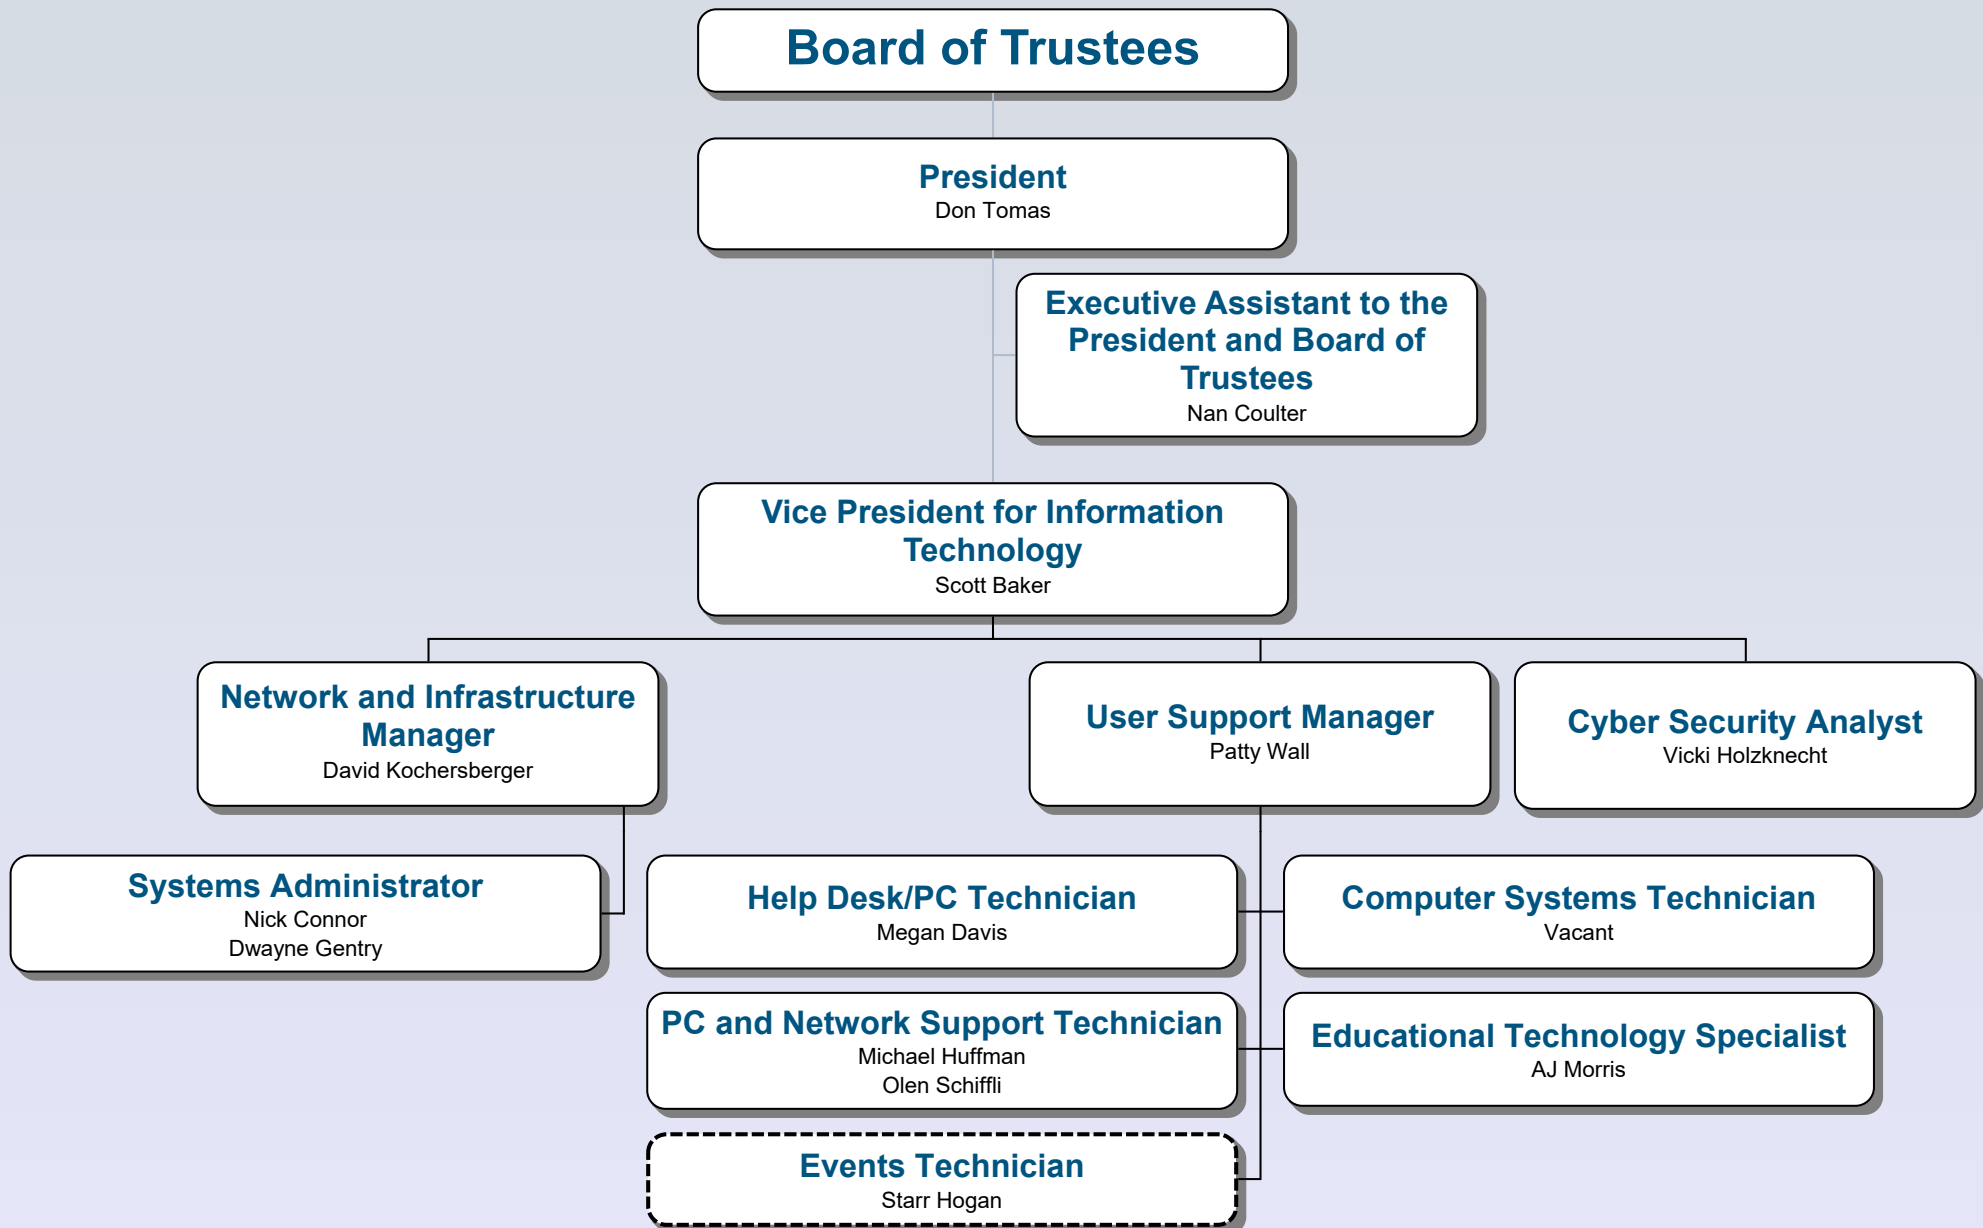 Board of Trustees
President
Don Tomas
Executive Assistant to the
President and Board of
Trustees
Nan Coulter
Vice President for Information
Technology
Scott Baker
Network and Infrastructure
Manager
David Kochersberger
User Support Manager
Patty Wall
Cyber Security Analyst
Vicki Holzknecht
Systems Administrator
Nick Connor
Dwayne Gentry
Help Desk/PC Technician
Megan Davis
Computer Systems Technician
Vacant
PC and Network Support Technician
Michael Huffman
Olen Schiffli
Educational Technology Specialist
AJ Morris
Events Technician
Starr Hogan